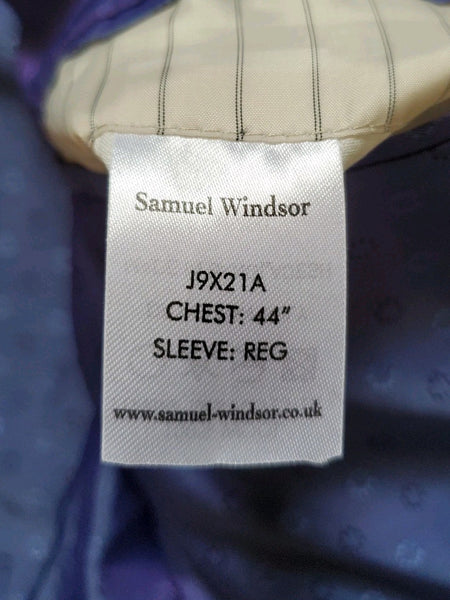 Samuel Windsor
J9X21A
CHEST: 44"
SLEEVE: REG
www.samuel-windsor.co.uk